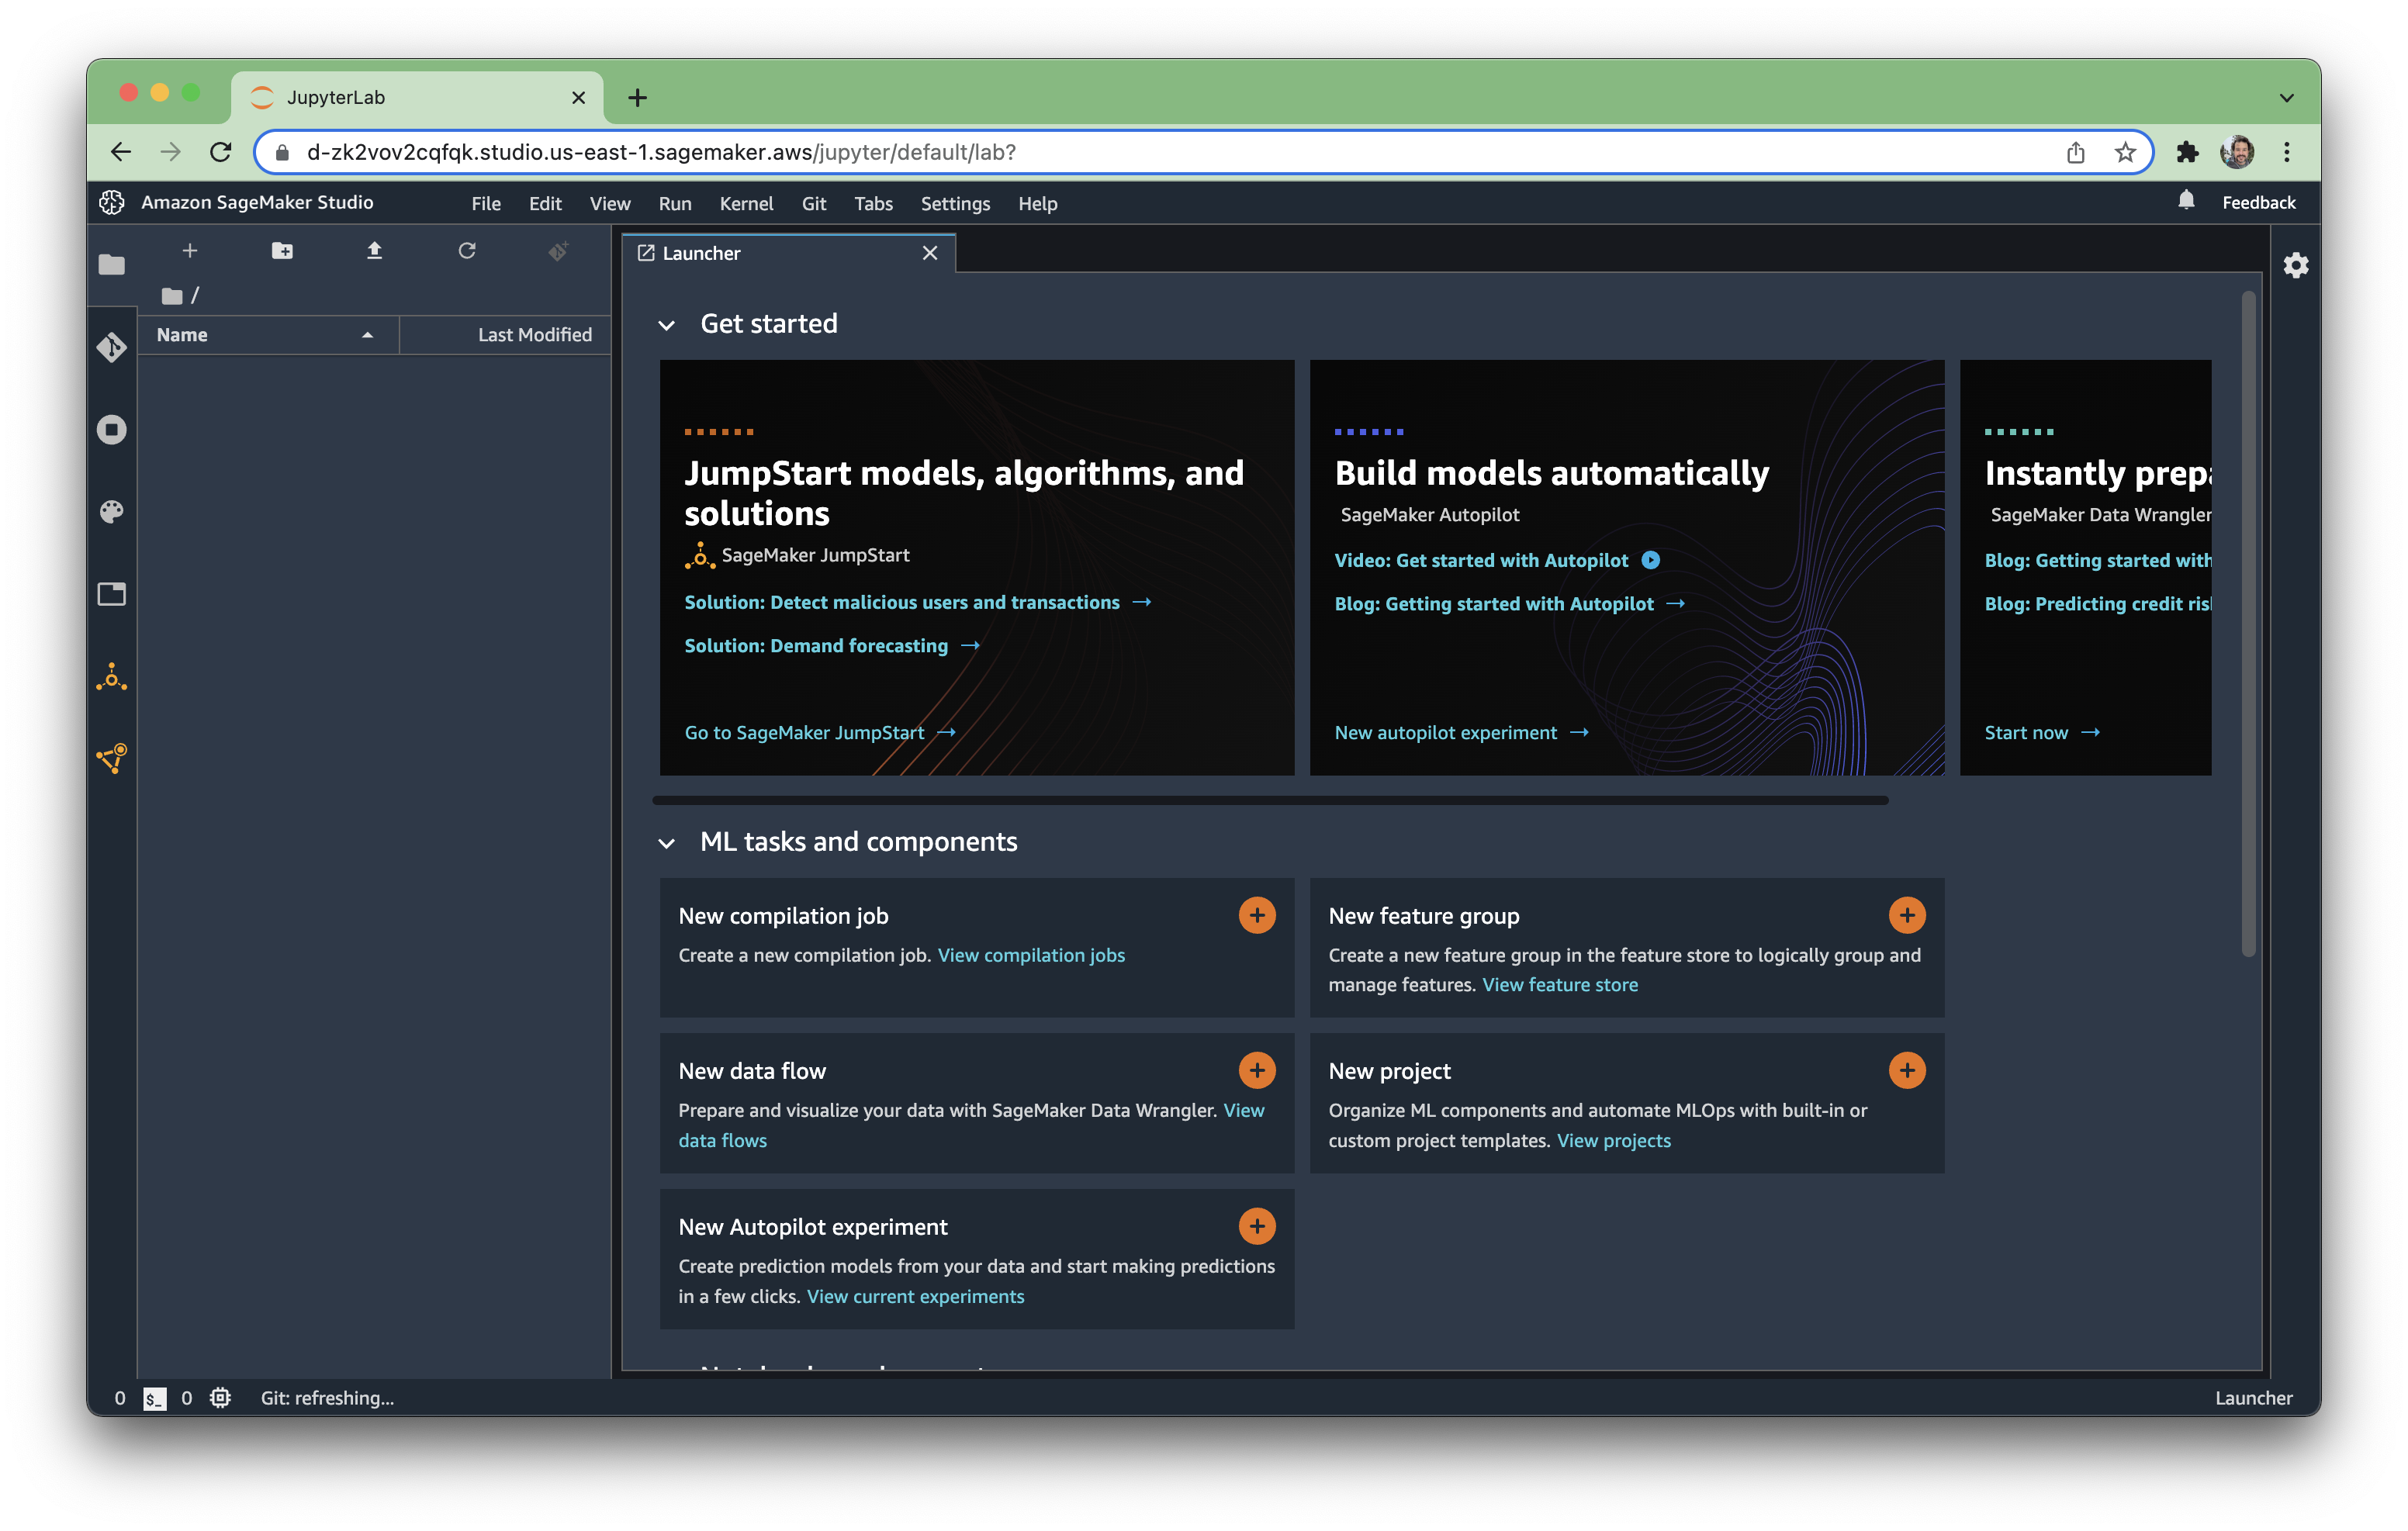 JupyterLab
d-zk2vov2cqfqk.studio.us-east-1.sagemaker.aws/jupyter/default/lab?
Amazon SageMaker Studio File Edit View Run Kernel Git Tabs Settings Help Feedback
Launcher
/
Name Last Modified
Get started
JumpStart models, algorithms, and
solutions
SageMaker JumpStart
Solution: Detect malicious users and transactions →
Solution: Demand forecasting →
Go to SageMaker JumpStart →
Build models automatically
SageMaker Autopilot
Video: Get started with Autopilot
Blog: Getting started with Autopilot →
New autopilot experiment →
Instantly
SageMaker Data Wrangler
Blog: Getting started with
Blog: Predicting credit
Start now →
ML tasks and components
New compilation job
Create a new compilation job. View compilation jobs
New feature group
Create a new feature group in the feature store to logically group and
manage features. View feature store
New data flow
Prepare and visualize your data with SageMaker Data Wrangler. View
data flows
New project
Organize ML components and automate MLOps with built-in or
custom project templates. View projects
New Autopilot experiment
Create prediction models from your data and start making predictions
in a few clicks. View current experiments
0 $_ 0 Git: refreshing... Launcher